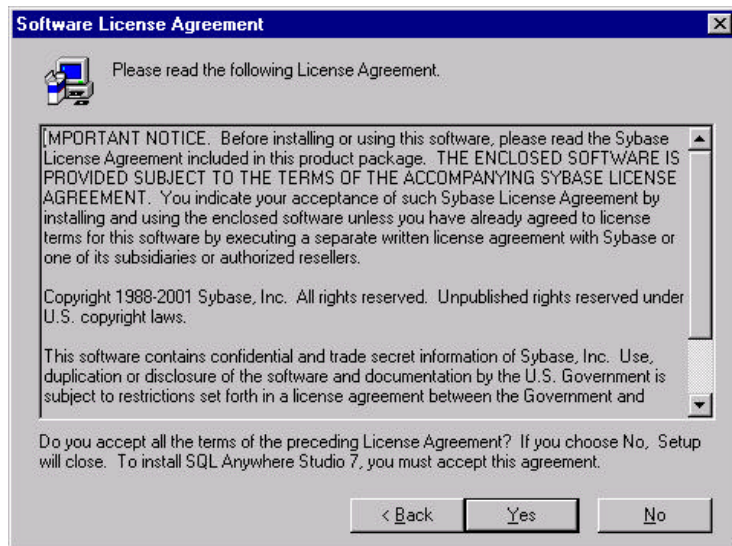 Software License Agreement
Please read the following License Agreement.
IMPORTANT NOTICE. Before installing or using this software, please read the Sybase
License Agreement included in this product package. THE ENCLOSED SOFTWARE IS
PROVIDED SUBJECT TO THE TERMS OF THE ACCOMPANYING SYBASE LICENSE
AGREEMENT. You indicate your acceptance of such Sybase License Agreement by
installing and using the enclosed software unless you have already agreed to license
terms for this software by executing a separate written license agreement with Sybase or
one of its subsidiaries or authorized resellers.
Copyright 1988-2001 Sybase, Inc. All rights reserved. Unpublished rights reserved under
U.S. copyright laws.
This software contains confidential and trade secret information of Sybase, Inc. Use,
duplication or disclosure of the software and documentation by the U.S. Government is
subject to restrictions set forth in a license agreement between the Government and
Do you accept all the terms of the preceding License Agreement? If you choose No, Setup
will close. To install SQL Anywhere Studio 7, you must accept this agreement.
< Back
Yes
No